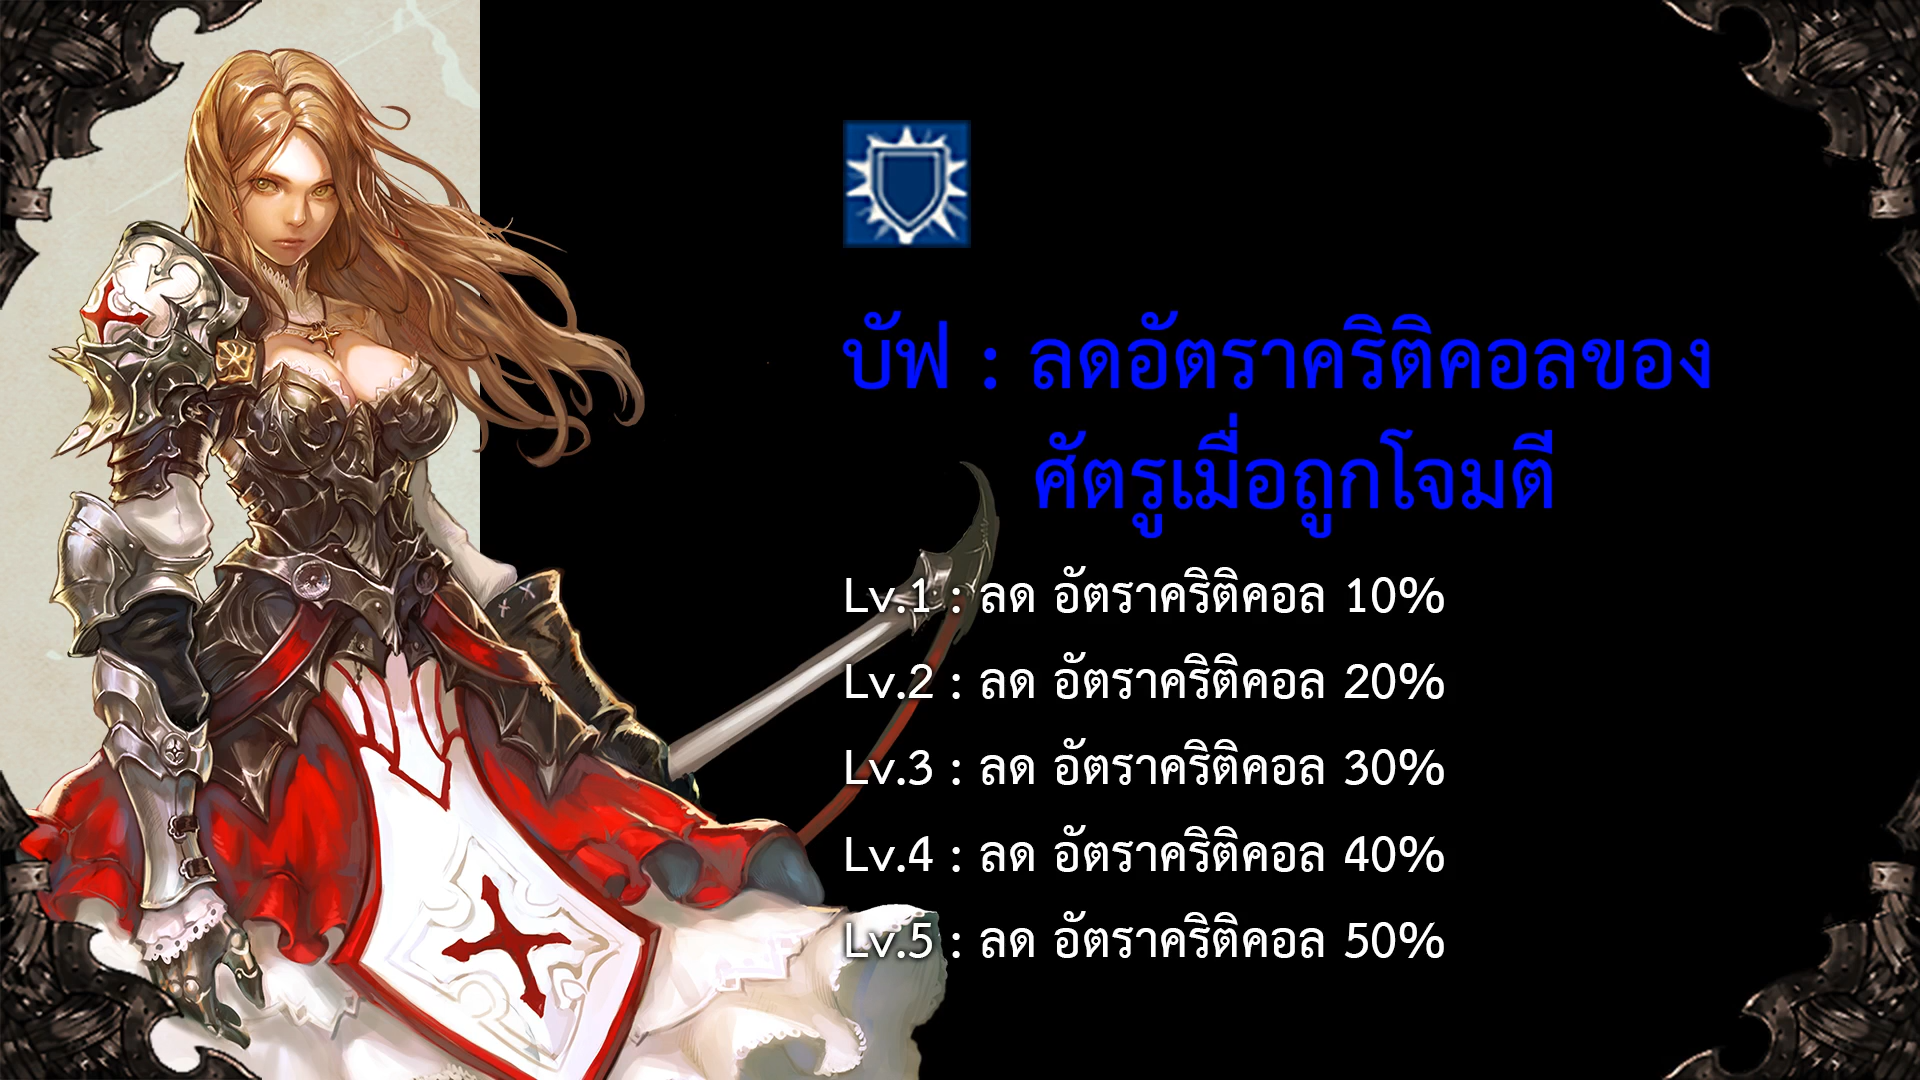 บัฟ : ลดอัตราคริติคอลของ
ศัตรูเมื่อถูกโจมตี
Lv.1 : ลด อัตราคริติคอล 10%
Lv.2 : ลด อัตราคริติคอล 20%
Lv.3 : ลด อัตราคริติคอล 30%
Lv.4 : ลด อัตราคริติคอล 40%
Lv.5 : ลด อัตราคริติคอล 50%